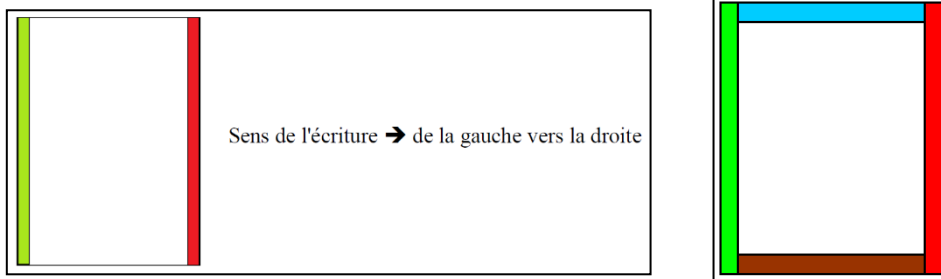 Sens de l'écriture ➔ de la gauche vers la droite